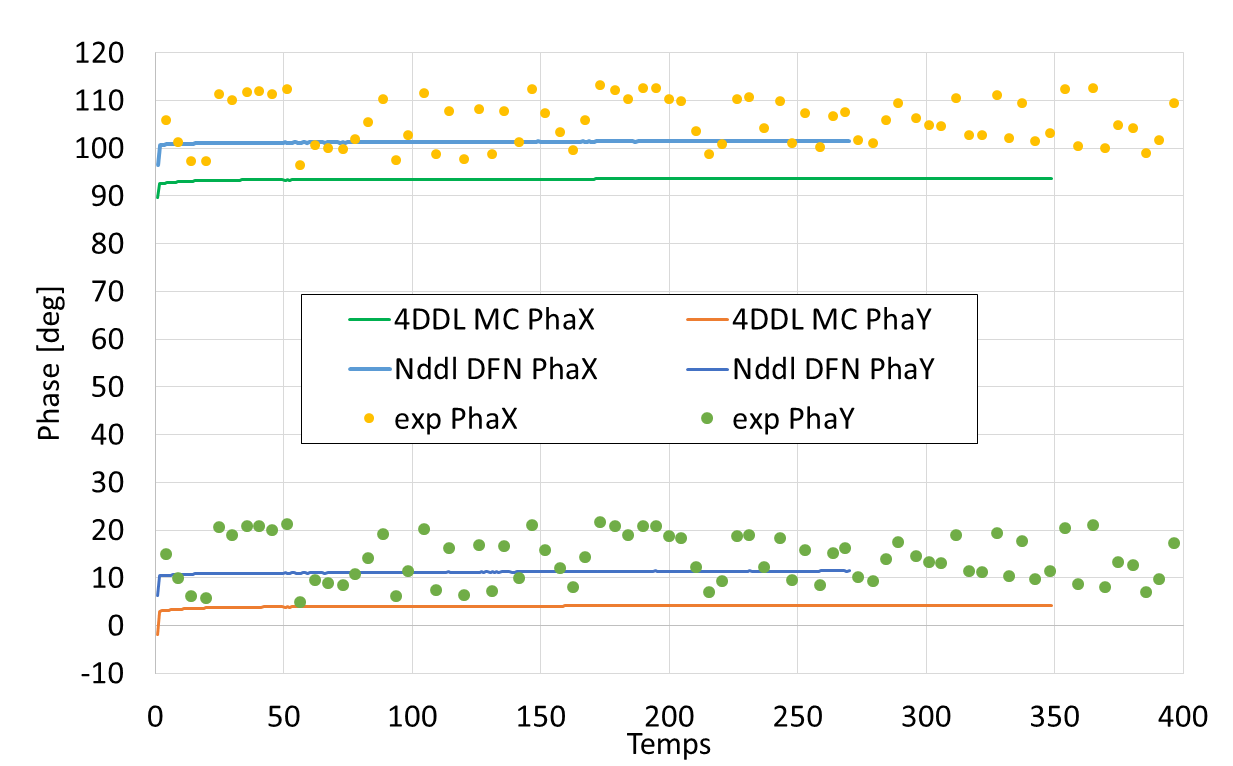 120
110
100
90
80
70
60
50
40
30
20
10
0
-10
Phase [deg]
4DDL MC PhaX
4DDL MC PhaY
Nddl DFN PhaX
Nddl DFN PhaY
exp PhaX
exp PhaY
0 50 100 150 200 250 300 350 400
Temps